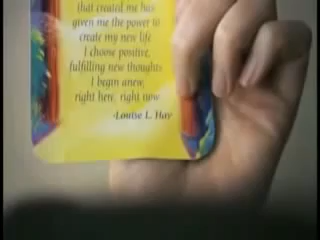 that created me has
given me the power to
create my new life
I choose positive,
fulfilling new thoughts
I begin anew,
right here, right now
-Louise L. Hay